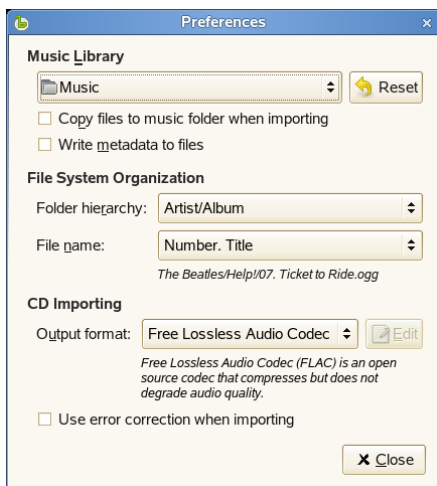 Preferences
Music Library
Music
Reset
Copy files to music folder when importing
Write metadata to files
File System Organization
Folder hierarchy: Artist/Album
File name: Number. Title
The Beatles/Help!/07. Ticket to Ride.ogg
CD Importing
Output format: Free Lossless Audio Codec Edit
Free Lossless Audio Codec (FLAC) is an open
source codec that compresses but does not
degrade audio quality.
Use error correction when importing
Close